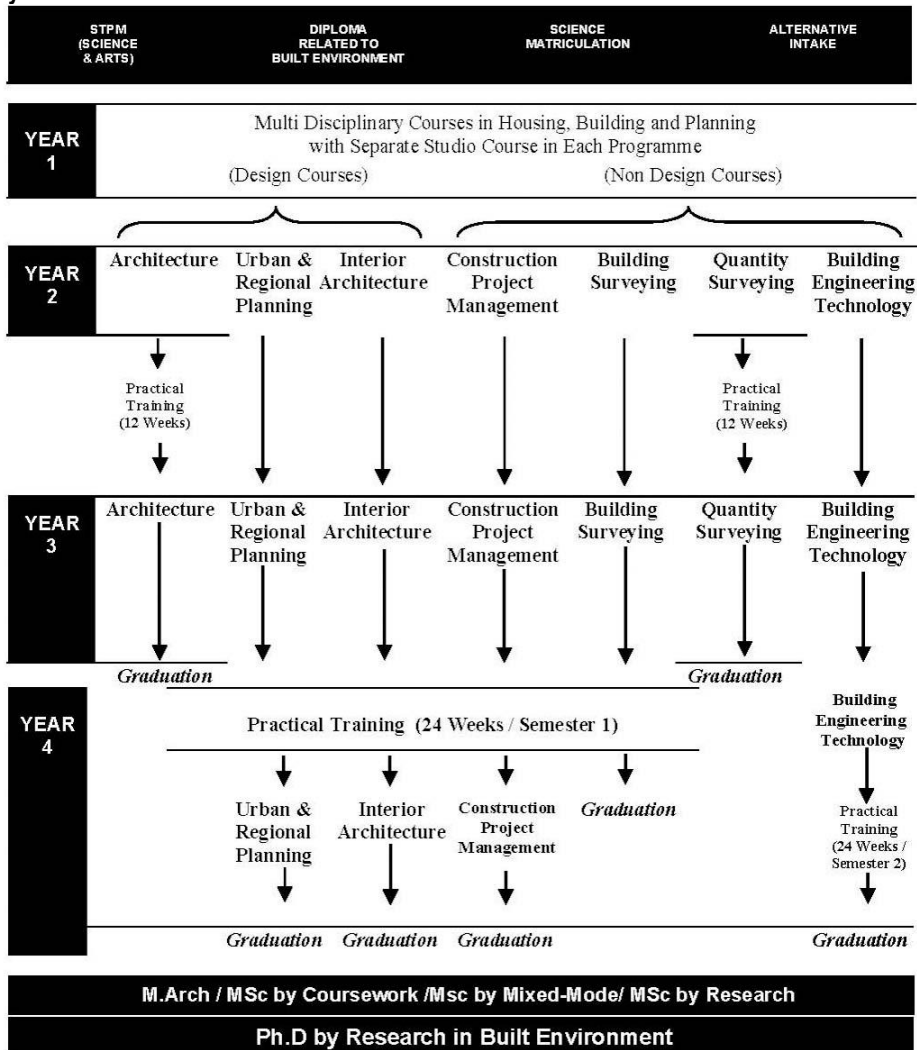 STPM
(SCIENCE
& ARTS)
DIPLOMA
RELATED TO
BUILT ENVIRONMENT
SCIENCE
MATRICULATION
ALTERNATIVE
INTAKE
YEAR
1
Multi Disciplinary Courses in Housing, Building and Planning
with Separate Studio Course in Each Programme
(Design Courses)
(Non Design Courses)
YEAR
2
Architecture
Urban &
Regional
Planning
Interior
Architecture
Construction
Project
Management
Building
Surveying
Quantity
Surveying
Building
Engineering
Technology
Practical
Training
(12 Weeks)
Practical
Training
(12 Weeks)
YEAR
3
Architecture
Urban &
Regional
Planning
Interior
Architecture
Construction
Project
Management
Building
Surveying
Quantity
Surveying
Building
Engineering
Technology
Graduation
Graduation
YEAR
4
Practical Training (24 Weeks / Semester 1)
Building
Engineering
Technology
Urban &
Regional
Planning
Interior
Architecture
Construction
Project
Management
Graduation
Practical
Training
(24 Weeks /
Semester 2)
Graduation
Graduation
Graduation
Graduation
M.Arch / MSc by Coursework /Msc by Mixed-Mode/ MSc by Research
Ph.D by Research in Built Environment